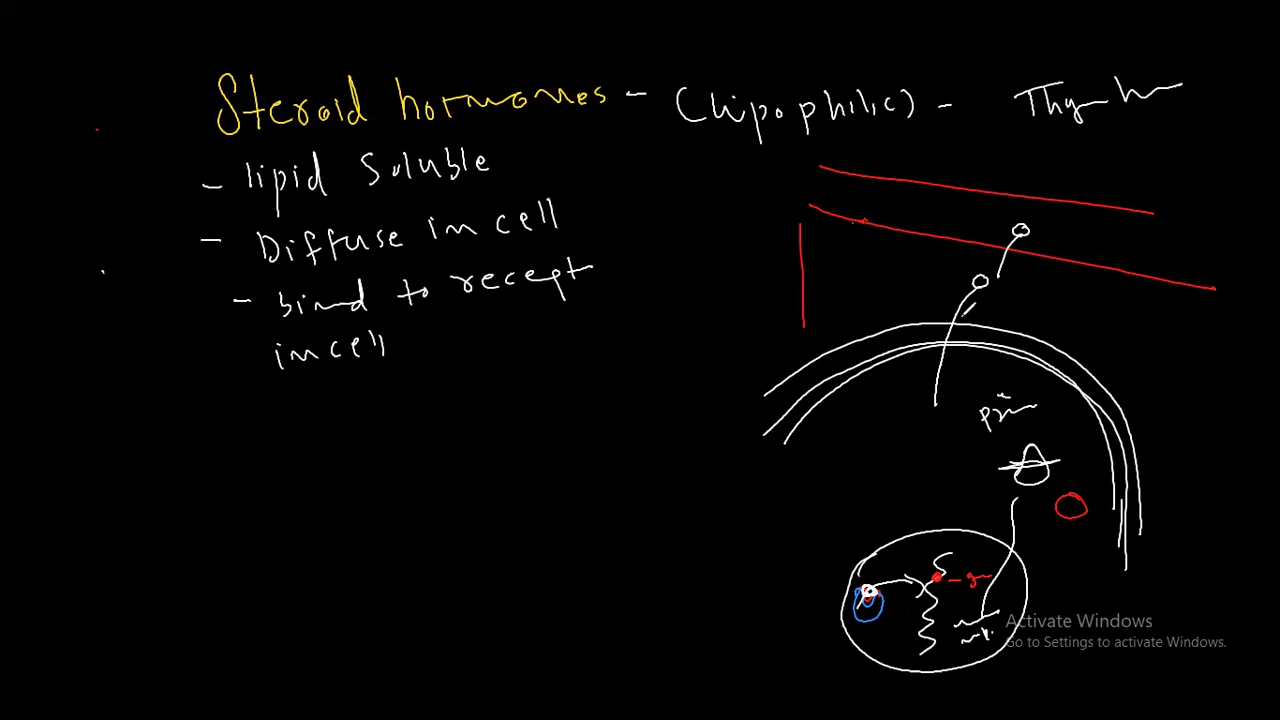 Steroid hormones - (Lipophilic) -
- lipid Soluble
- Diffuse in cell
- bind to recept
in cell
Activate Windows
Go to Settings to activate Windows.